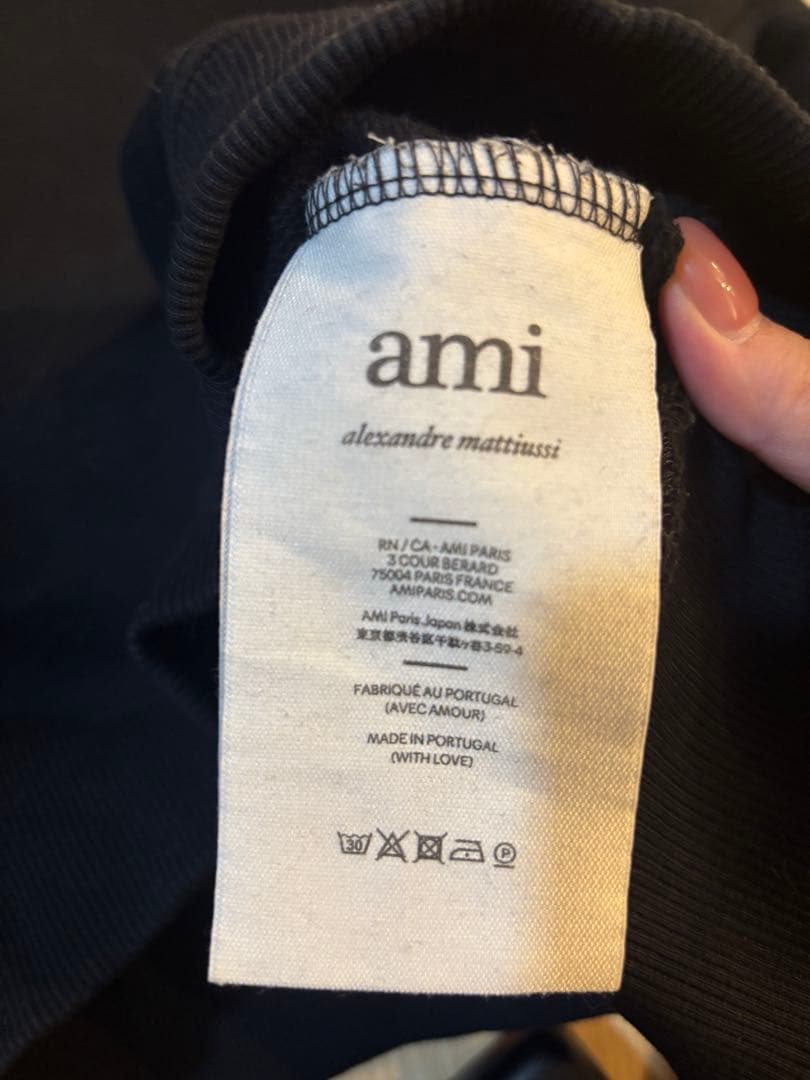 ami
alexandre mattiussi
RN / CA - AMI PARIS
3 COUR BERARD
75004 PARIS FRANCE
AMIPARIS.COM
AMI Paris Japan 株式会社
東京都渋谷区千駄ヶ谷3-59-4
FABRIQUÉ AU PORTUGAL
(AVEC AMOUR)
MADE IN PORTUGAL
(WITH LOVE)
30 P